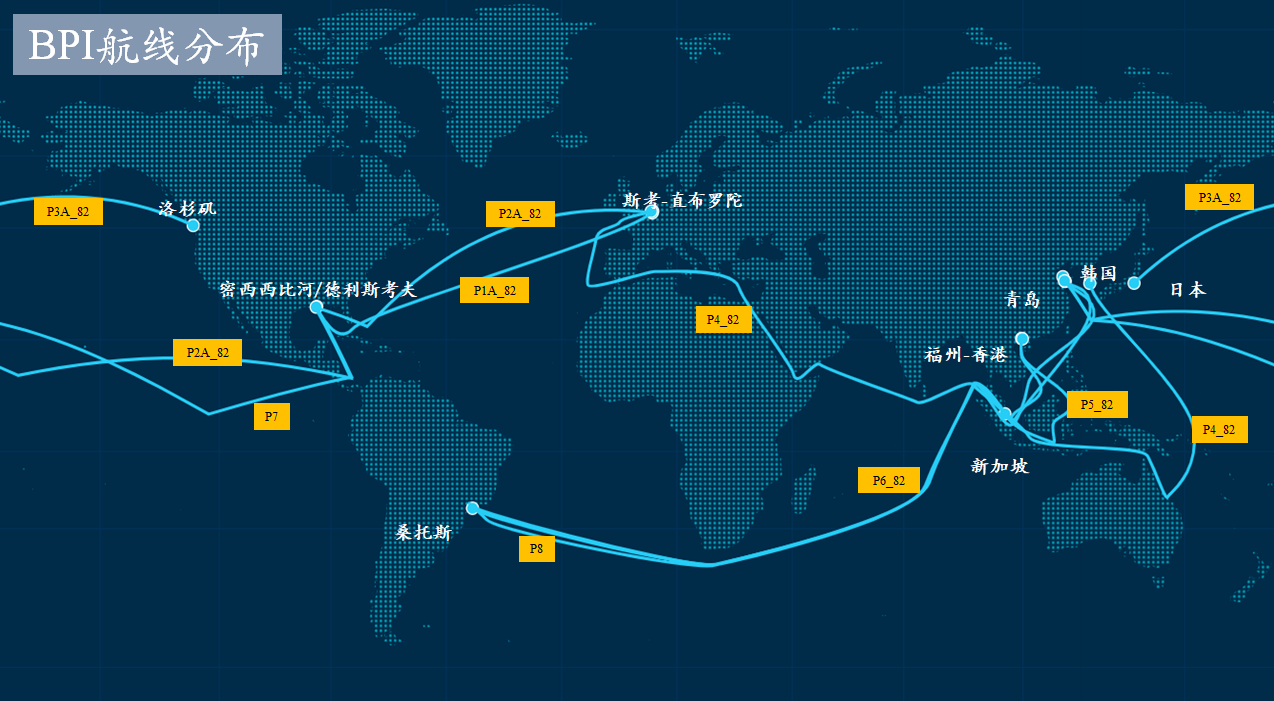 BPI航线分布
P3A_82
洛杉矶
P2A_82
斯考-直布罗陀
P3A_82
密西西比河/德利斯考夫
P1A_82
P4_82
韩国
青岛
日本
P2A_82
福州-香港
P7
P5_82
P4_82
新加坡
P6_82
桑托斯
P8